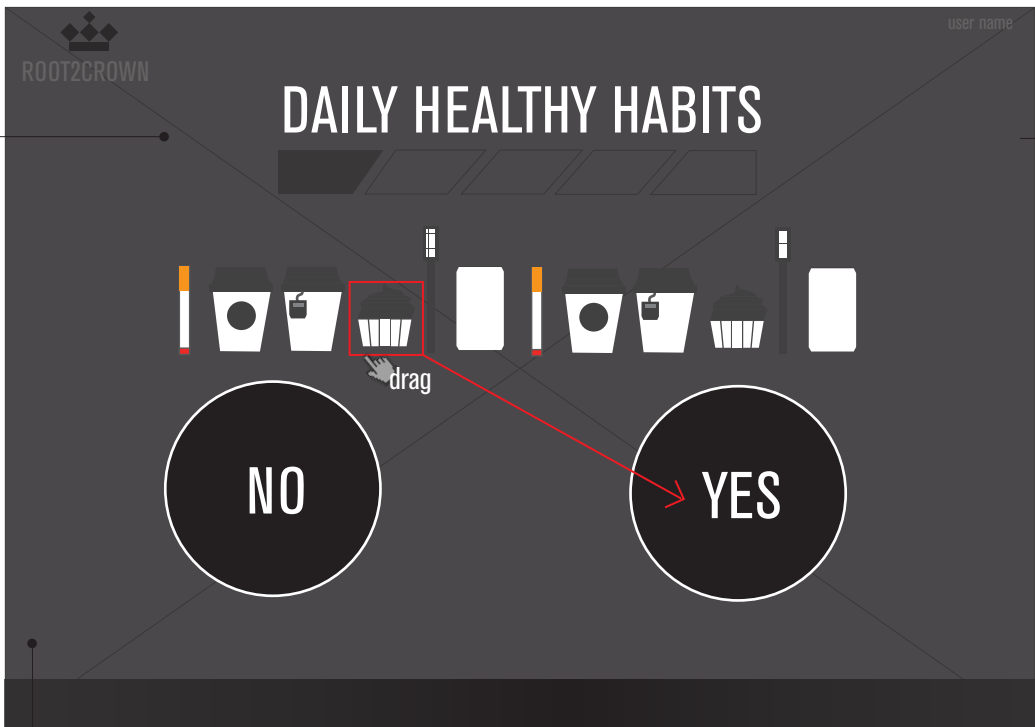 user name
ROOT2CROWN
DAILY HEALTHY HABITS
drag
NO
YES